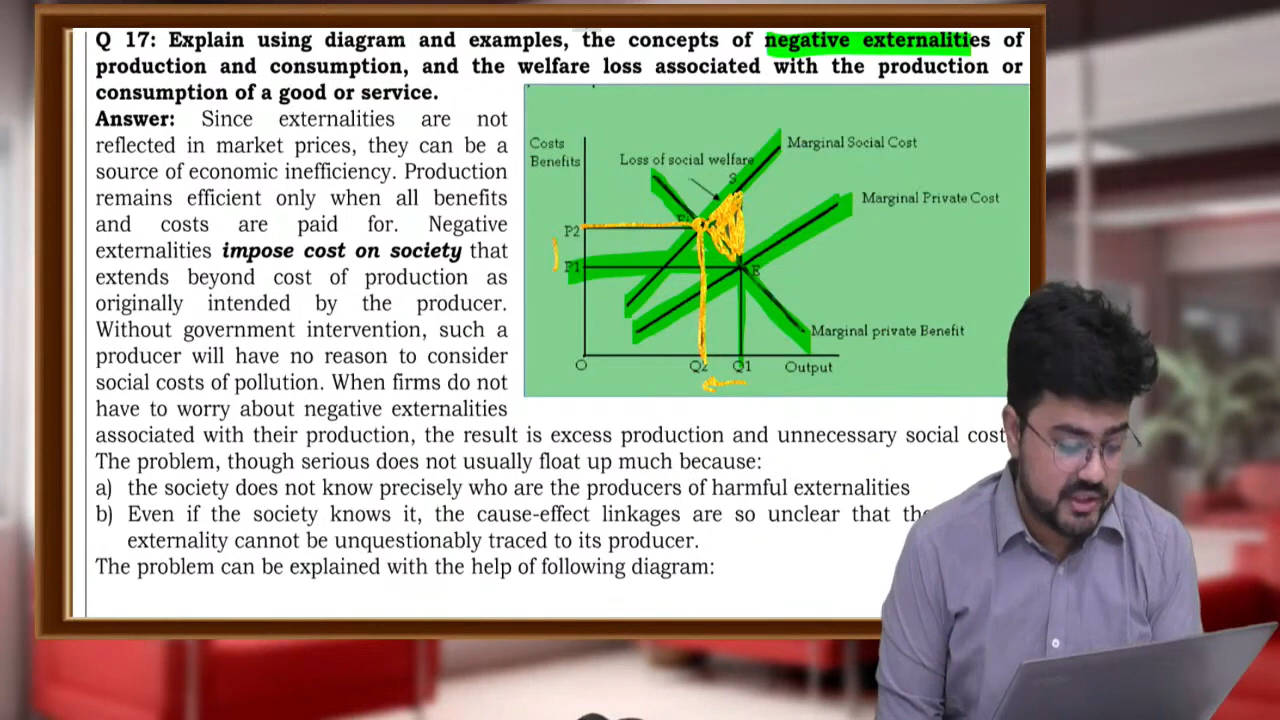 Q 17: Explain using diagram and examples, the concepts of negative externalities of
production and consumption, and the welfare loss associated with the production or
consumption of a good or service.
Answer: Since externalities are not
reflected in market prices, they can be a
source of economic inefficiency. Production
remains efficient only when all benefits
and costs are paid for. Negative
externalities impose cost on society that
extends beyond cost of production as
originally intended by the producer.
Without government intervention, such a
producer will have no reason to consider
social costs of pollution. When firms do not
have to worry about negative externalities
associated with their production, the result is excess production and unnecessary social cost
The problem, though serious does not usually float up much because:
a) the society does not know precisely who are the producers of harmful externalities
b) Even if the society knows it, the cause-effect linkages are so unclear that
externality cannot be unquestionably traced to its producer.
The problem can be explained with the help of following diagram:
Costs
Benefits
Marginal Social Cost
Loss of social welfare
S
Marginal Private Cost
P2
P1
E
Marginal private Benefit
O
Q2
Q1
Output